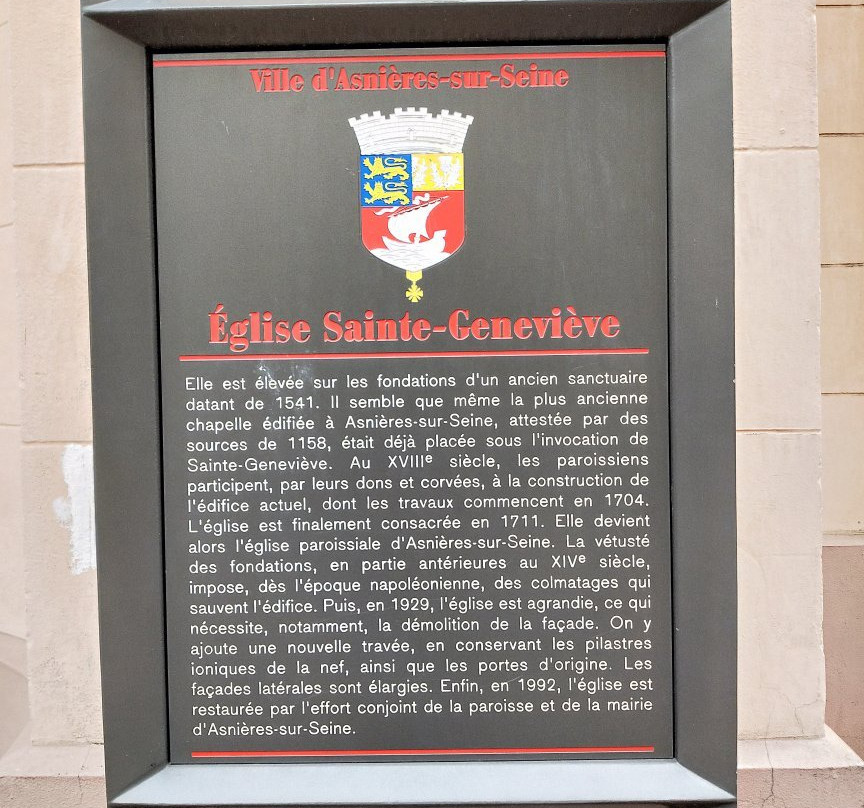 Ville d'Asnières-sur-Seine
Église Sainte-Geneviève
Elle est élevée sur les fondations d'un ancien sanctuaire
datant de 1541. Il semble que même la plus ancienne
chapelle édifiée à Asnières-sur-Seine, attestée par des
sources de 1158, était déjà placée sous l'invocation de
Sainte-Geneviève. Au XVIIIᵉ siècle, les paroissiens
participent, par leurs dons et corvées, à la construction de
l'édifice actuel, dont les travaux commencent en 1704.
L'église est finalement consacrée en 1711. Elle devient
alors l'église paroissiale d'Asnières-sur-Seine. La vétusté
des fondations, en partie antérieures au XIVᵉ siècle,
impose, dès l'époque napoléonienne, des colmatages qui
sauvent l'édifice. Puis, en 1929, l'église est agrandie, ce qui
nécessite, notamment, la démolition de la façade. On y
ajoute une nouvelle travée, en conservant les pilastres
ioniques de la nef, ainsi que les portes d'origine. Les
façades latérales sont élargies. Enfin, en 1992, l'église est
restaurée par l'effort conjoint de la paroisse et de la mairie
d'Asnières-sur-Seine.